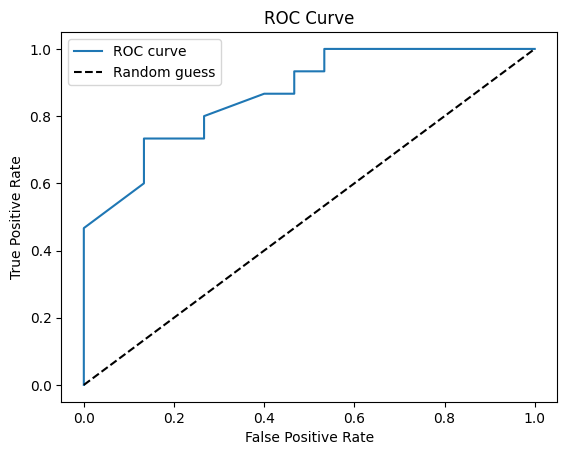 ROC Curve
ROC curve
Random guess
True Positive Rate
1.0
0.8
0.6
0.4
0.2
0.0
0.0 0.2 0.4 0.6 0.8 1.0
False Positive Rate